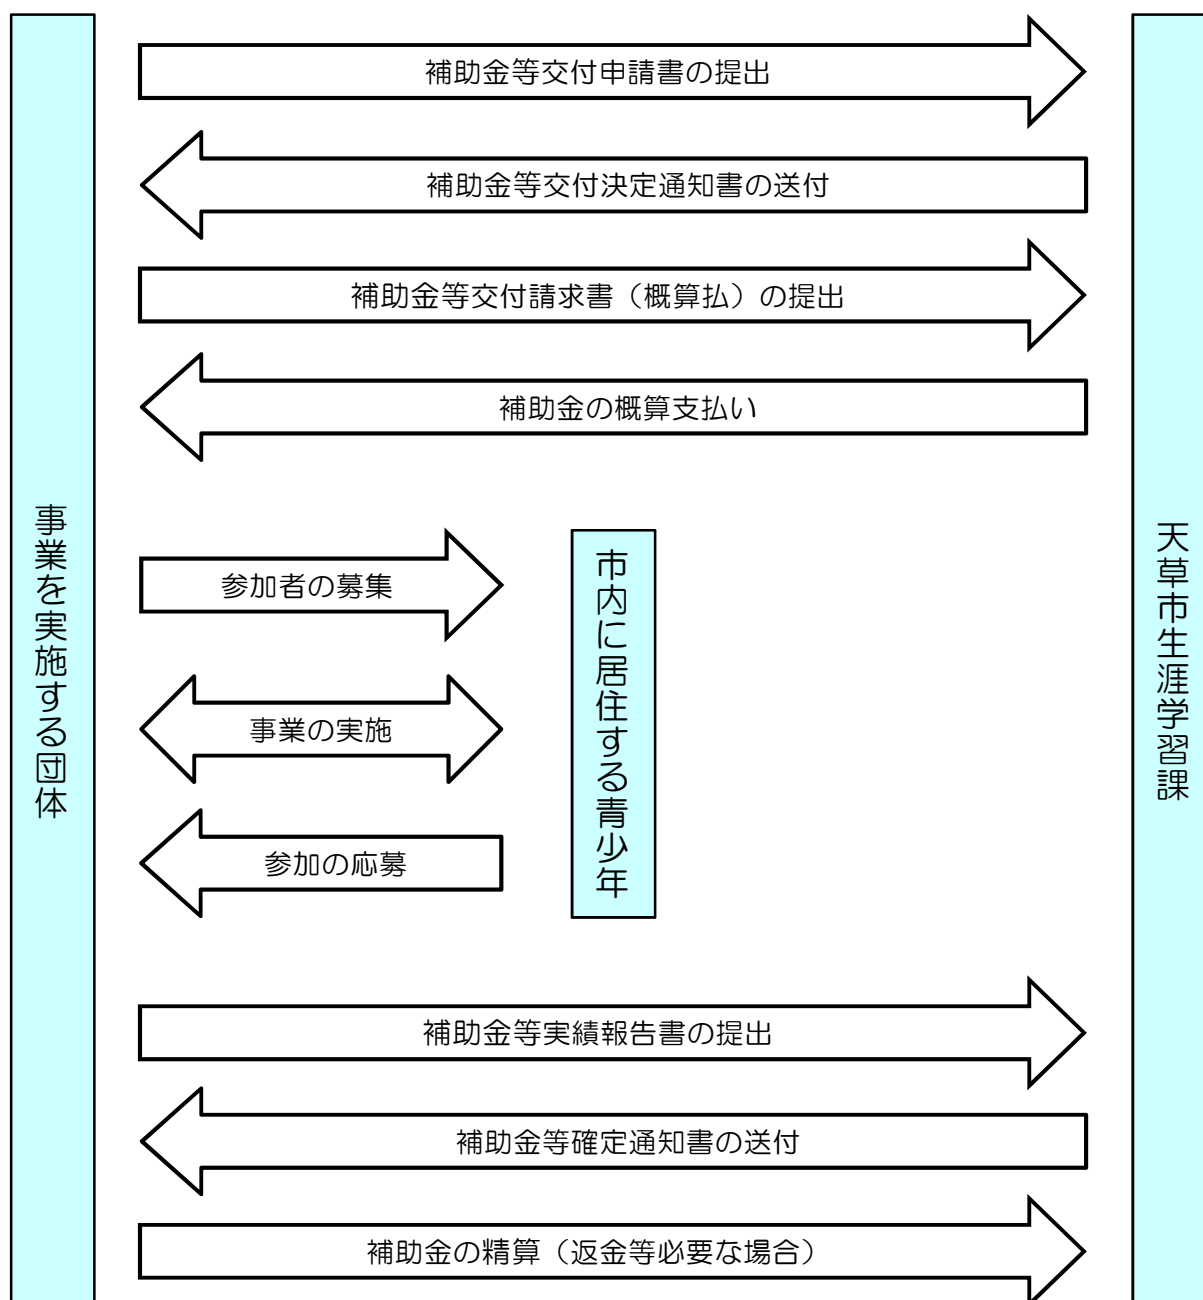 補助金等交付申請書の提出
補助金等交付決定通知書の送付
補助金等交付請求書（概算払）の提出
補助金の概算支払い
事業を実施する団体
参加者の募集
事業の実施
参加の応募
市内に居住する青少年
天草市生涯学習課
補助金等実績報告書の提出
補助金等確定通知書の送付
補助金の精算（返金等必要な場合）